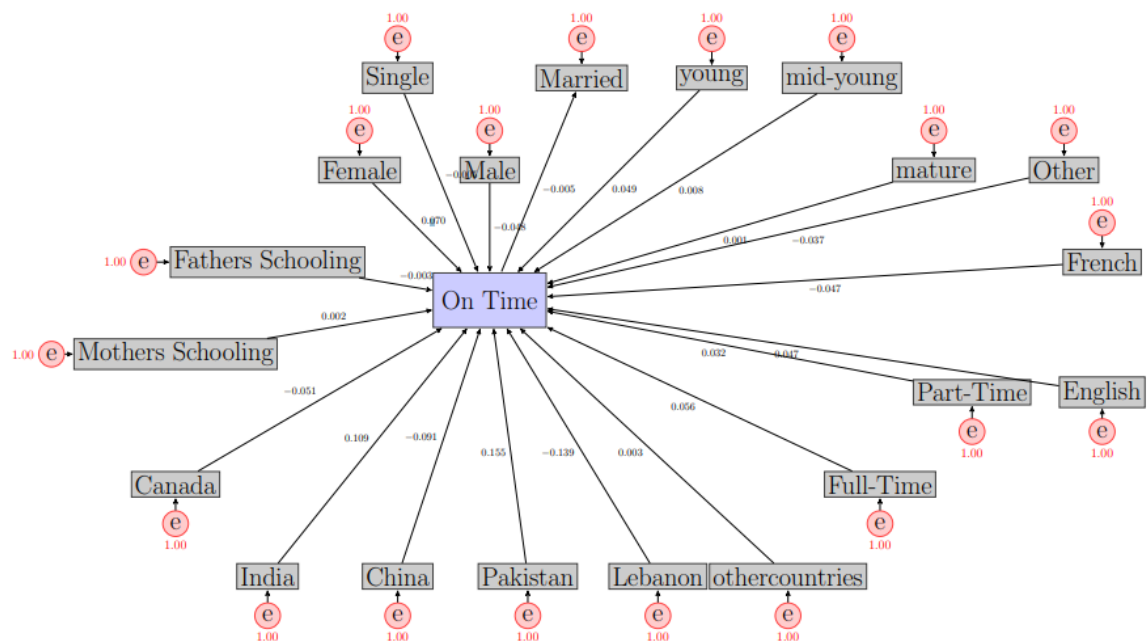 1.00 1.00 1.00 1.00
e e e e
Single Married young mid-young
1.00 1.00 1.00 1.00
e e e e
Female Male mature Other
1.00
e
−0.005 0.049 0.008
−0.048 0.001 −0.037
1.00 e Fathers Schooling French
−0.003 −0.047
On Time
0.002
1.00 e Mothers Schooling
0.032 0.047
−0.051 Part-Time English
0.056
e e
0.109 −0.091 0.155 −0.139 0.003
1.00 1.00
Canada Full-Time
e e
1.00 1.00
India China Pakistan Lebanon othercountries
e e e e e
1.00 1.00 1.00 1.00 1.00